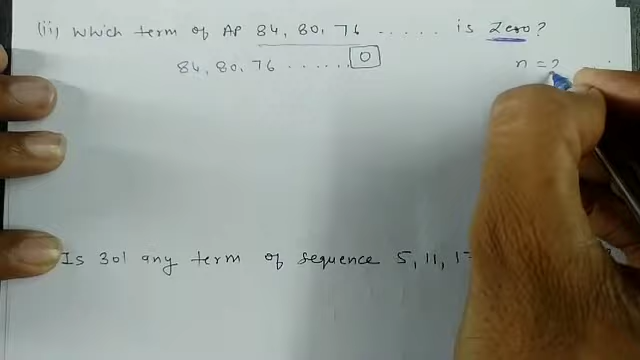 (ii) Which term of AP 84, 80, 76 ..... is Zero?
84, 80, 76 ...... 0
n = ?
Is 301 any term of sequence 5, 11,